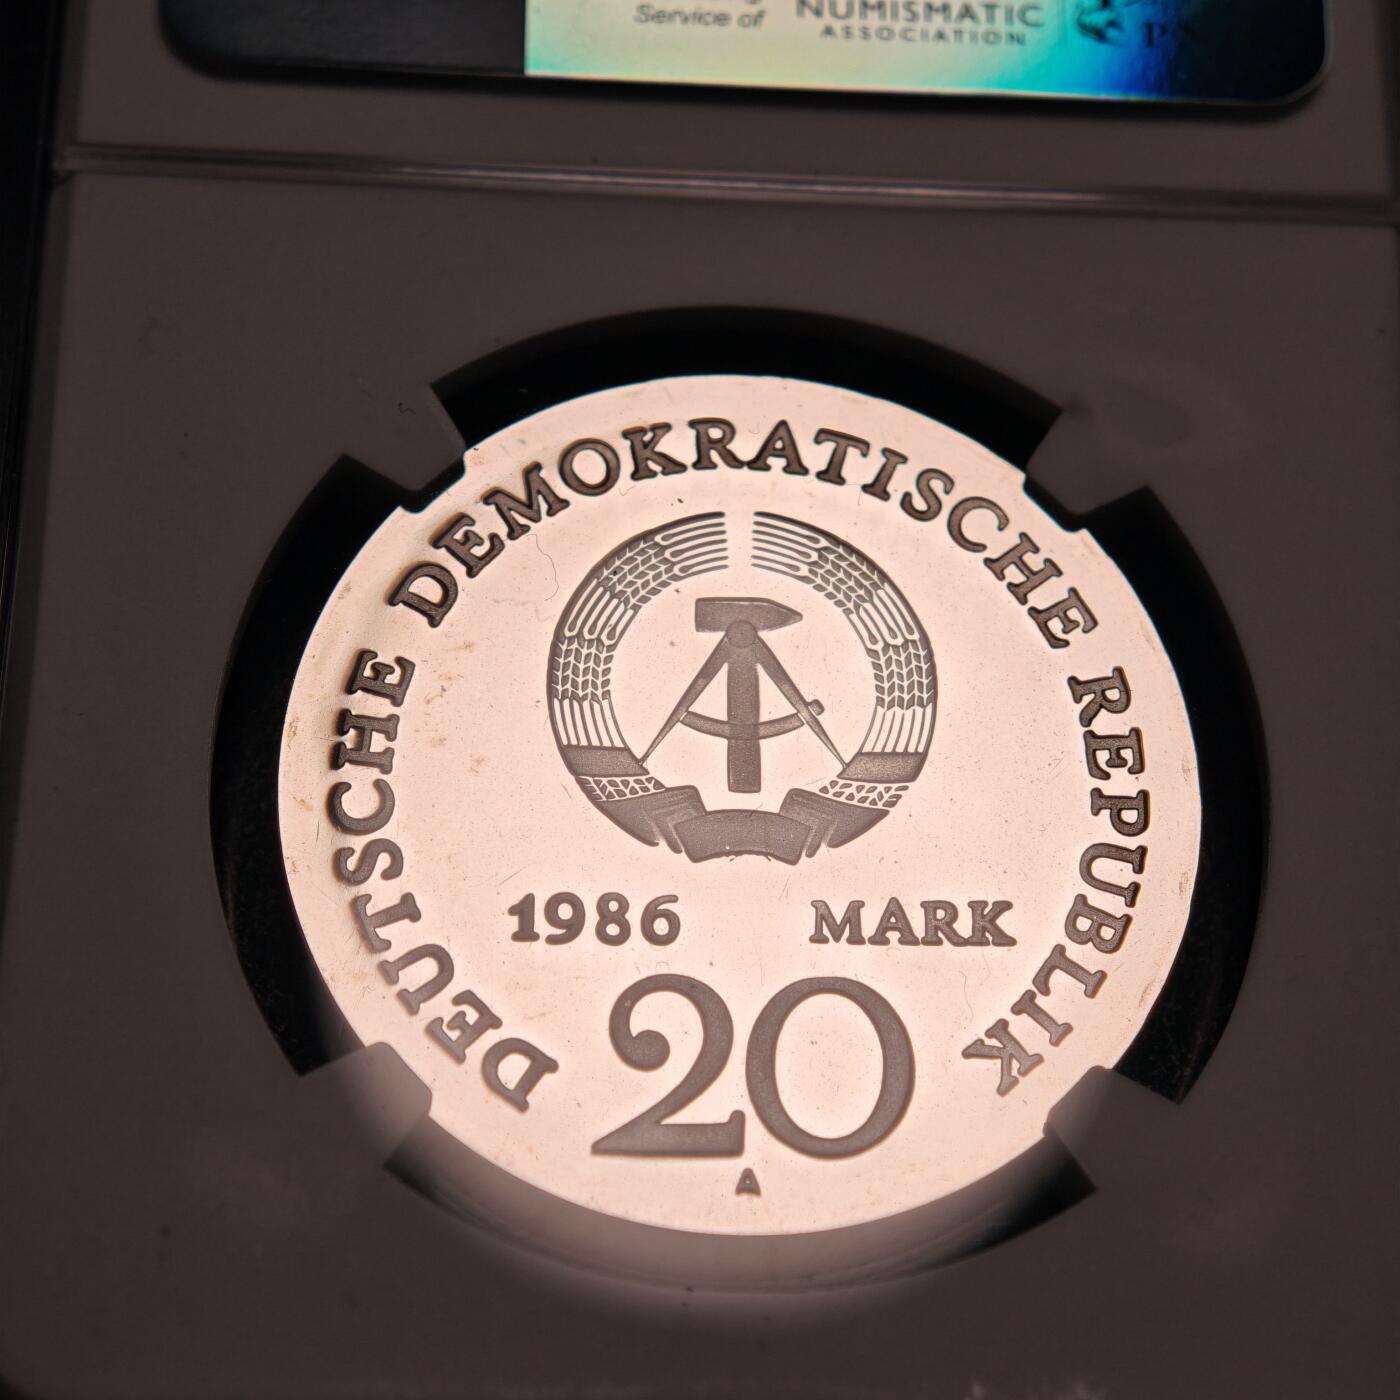 Service of
NUMISMATIC
ASSOCIATION
DEUTSCHE DEMOKRATISCHE REPUBLIK
1986 MARK
20
A